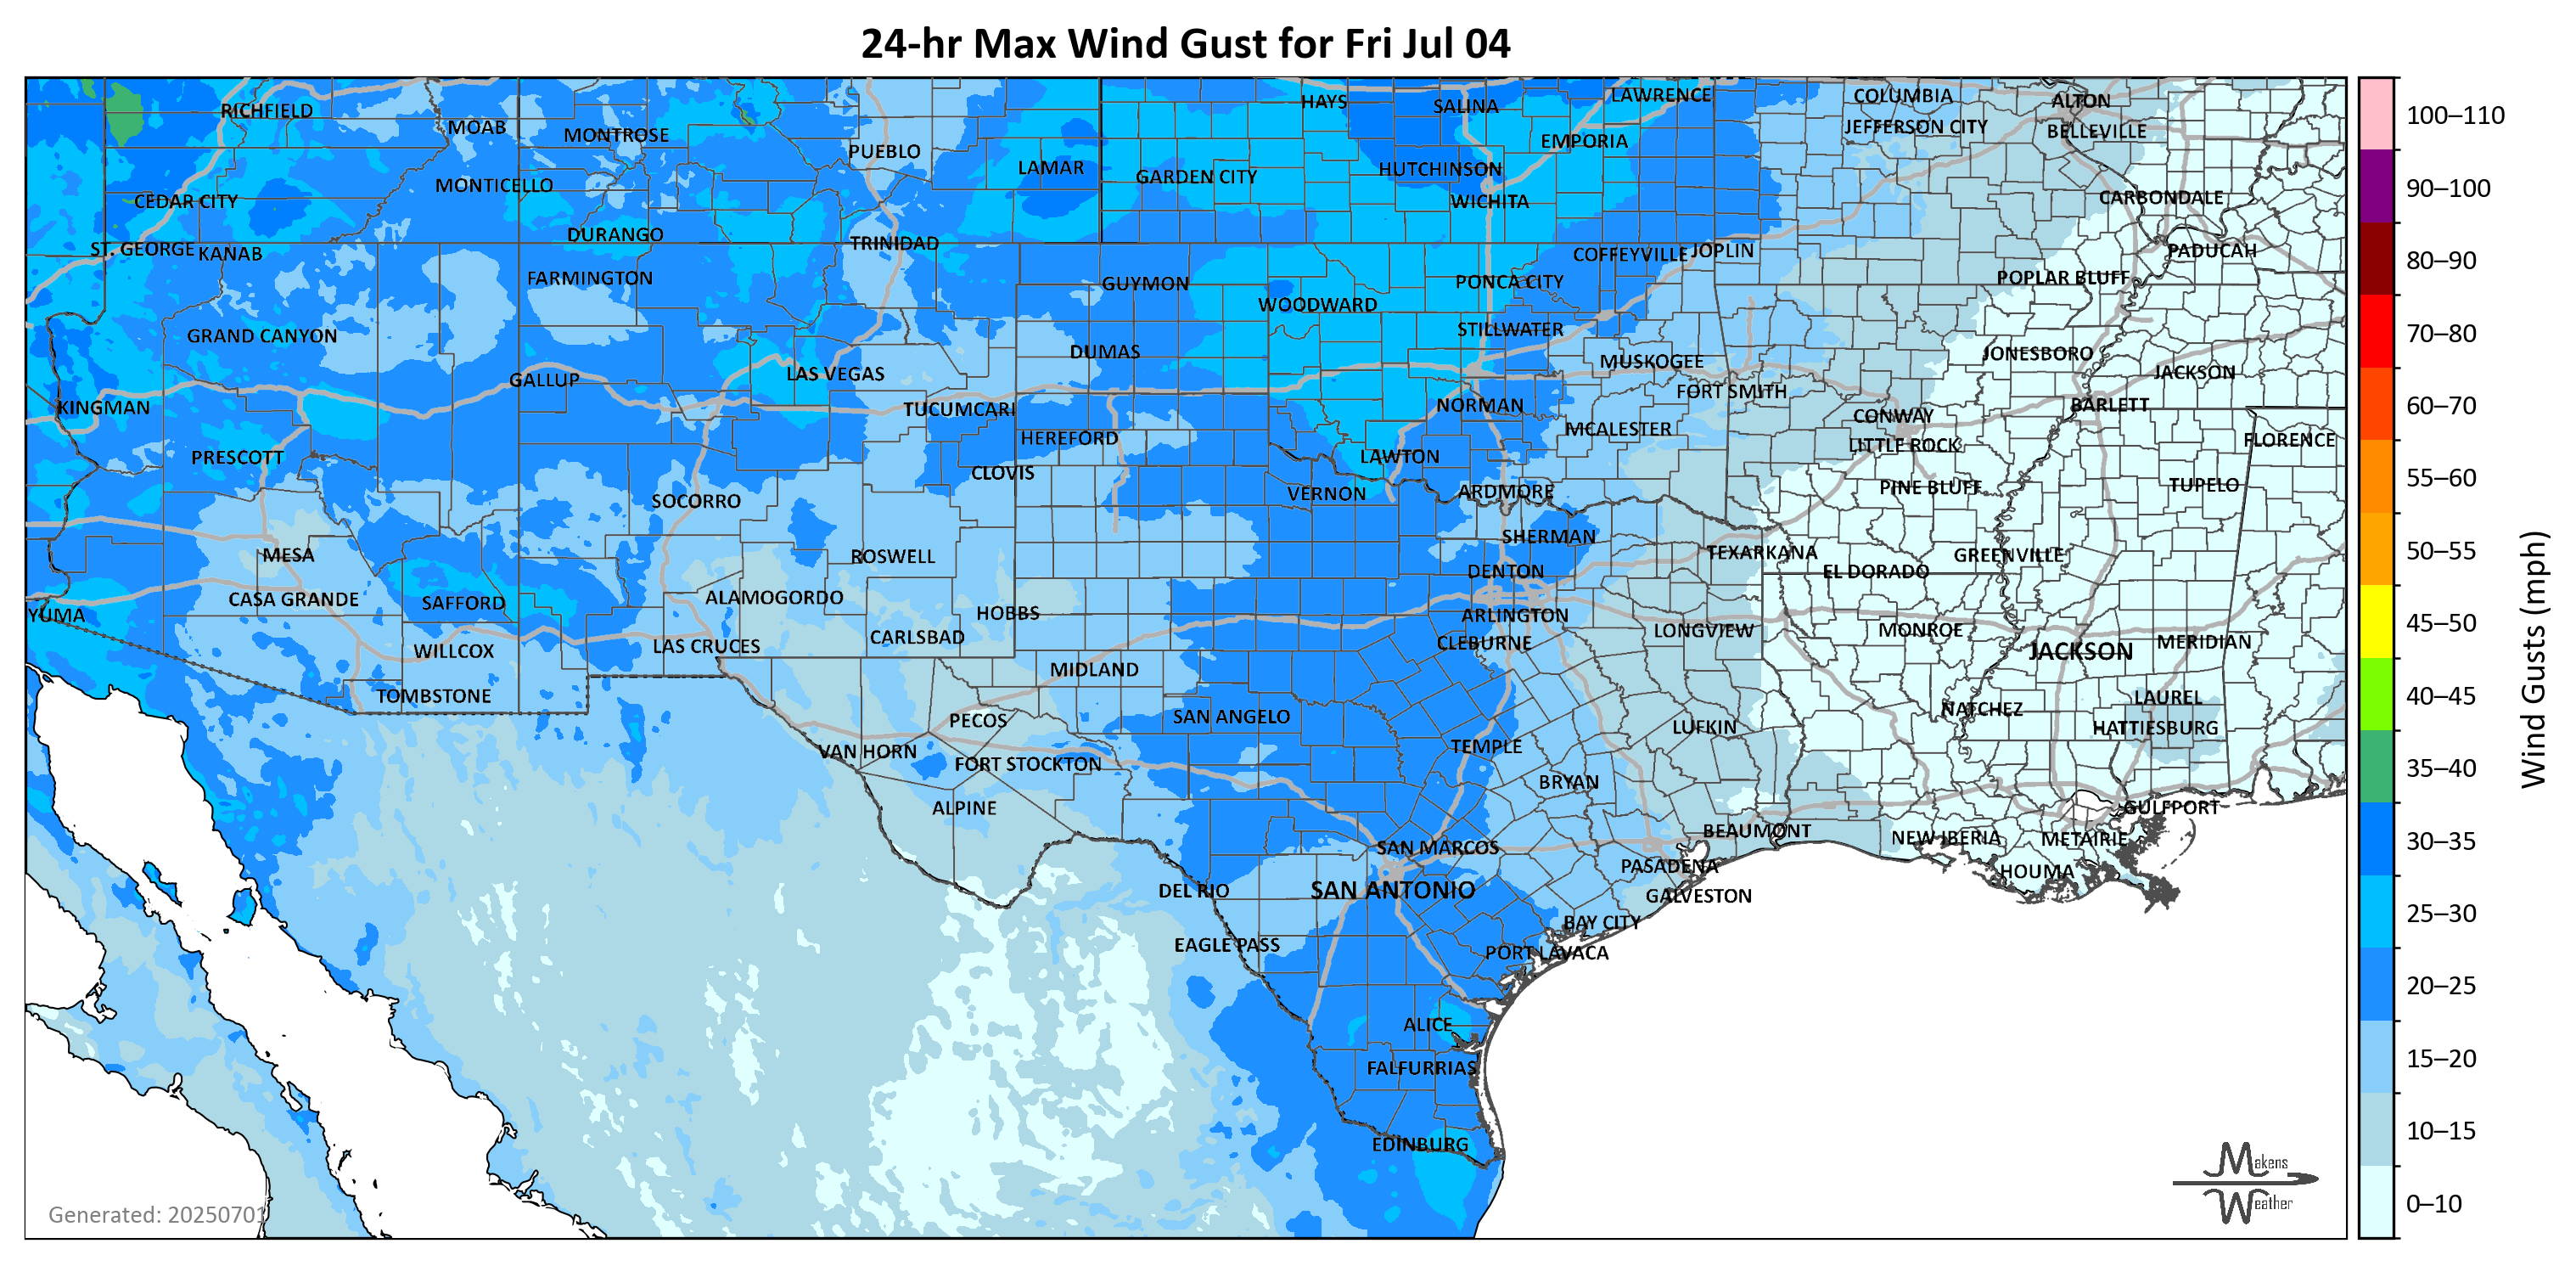 24-hr Max Wind Gust for Fri Jul 04
RICHFIELD
MOAB
MONTROSE
PUEBLO
LAMAR
HAYS
SALINA
LAWRENCE
COLUMBIA
ALTON
JEFFERSON CITY
BELLEVILLE
EMPORIA
GARDEN CITY
HUTCHINSON
MONTICELLO
CEDAR CITY
WICHITA
CARBONDALE
DURANGO
TRINIDAD
ST. GEORGE
KANAB
COFFEYVILLE
JOPLIN
PADUCAH
FARMINGTON
GUYMON
PONCA CITY
POPLAR BLUFF
WOODWARD
STILLWATER
GRAND CANYON
DUMAS
MUSKOGEE
JONESBORO
JACKSON
GALLUP
LAS VEGAS
FORT SMITH
KINGMAN
TUCUMCARI
NORMAN
CONWAY
BARLETT
HEREFORD
MCALESTER
LITTLE ROCK
FLORENCE
PRESCOTT
CLOVIS
LAWTON
SOCORRO
VERNON
ARDMORE
PINE BLUFF
TUPELO
SHERMAN
MESA
ROSWELL
TEXARKANA
GREENVILLE
DENTON
EL DORADO
CASA GRANDE
SAFFORD
ALAMOGORDO
HOBBS
YUMA
ARLINGTON
CARLSBAD
CLEBURNE
LONGVIEW
MONROE
MERIDIAN
WILLCOX
LAS CRUCES
MIDLAND
JACKSON
TOMBSTONE
PECOS
SAN ANGELO
LUFKIN
NATCHEZ
LAUREL
HATTIESBURG
VAN HORN
FORT STOCKTON
TEMPLE
BRYAN
ALPINE
GULFPORT
BEAUMONT
NEW IBERIA
METAIRIE
SAN MARCOS
PASADENA
HOUMA
DEL RIO
SAN ANTONIO
GALVESTON
BAY CITY
EAGLE PASS
PORT LAVACA
ALICE
FALFURRIAS
EDINBURG
Generated: 20250701
Makens
Weather
100–110
90–100
80–90
70–80
60–70
55–60
50–55
45–50
40–45
35–40
30–35
25–30
20–25
15–20
10–15
0–10
Wind Gusts (mph)